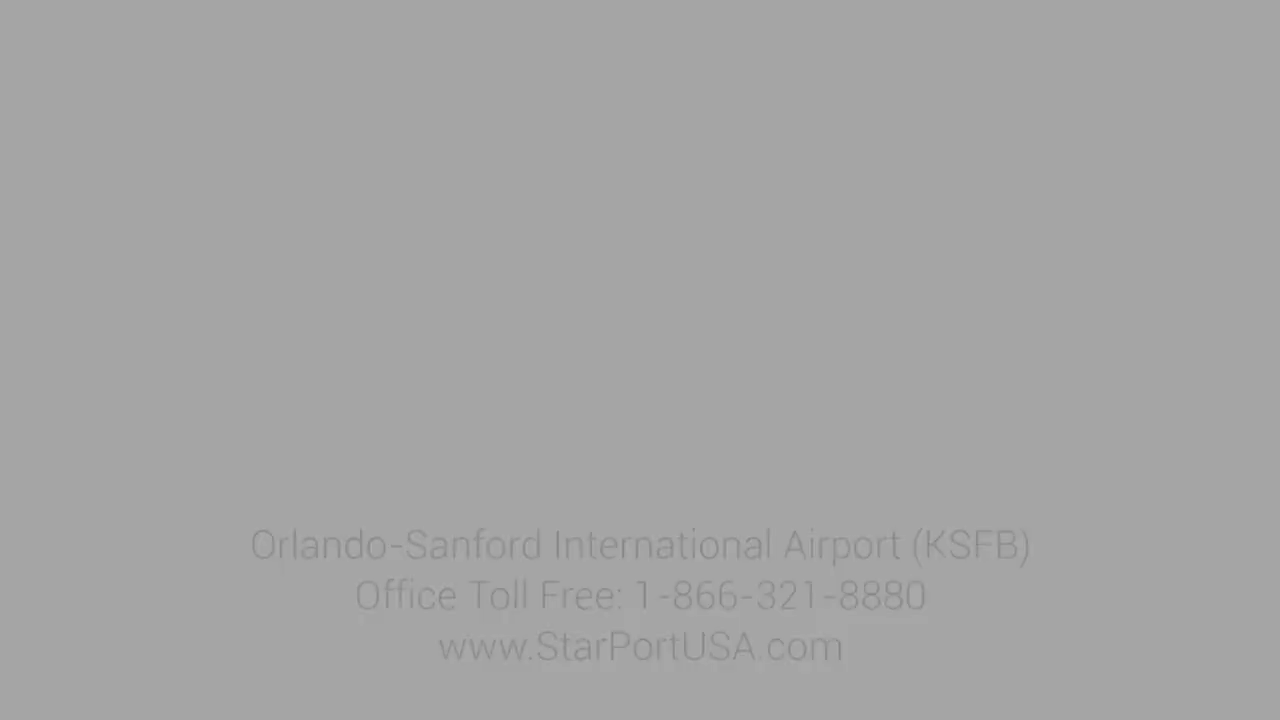 Orlando-Sanford International Airport (KSFB)
Office Toll Free: 1-866-321-8880
www.StarPortUSA.com